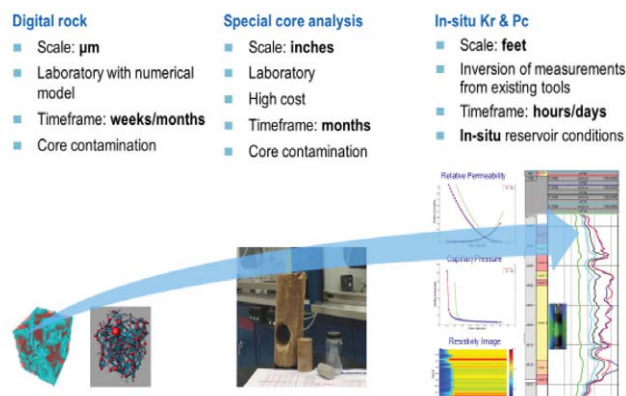 Digital rock
Scale: µm
Laboratory with numerical
model
Timeframe: weeks/months
Core contamination
Special core analysis
Scale: inches
Laboratory
High cost
Timeframe: months
Core contamination
In-situ Kr & Pc
Scale: feet
Inversion of measurements
from existing tools
Timeframe: hours/days
In-situ reservoir conditions
Relative Permeability
Capillary Pressure
Resistivity Image